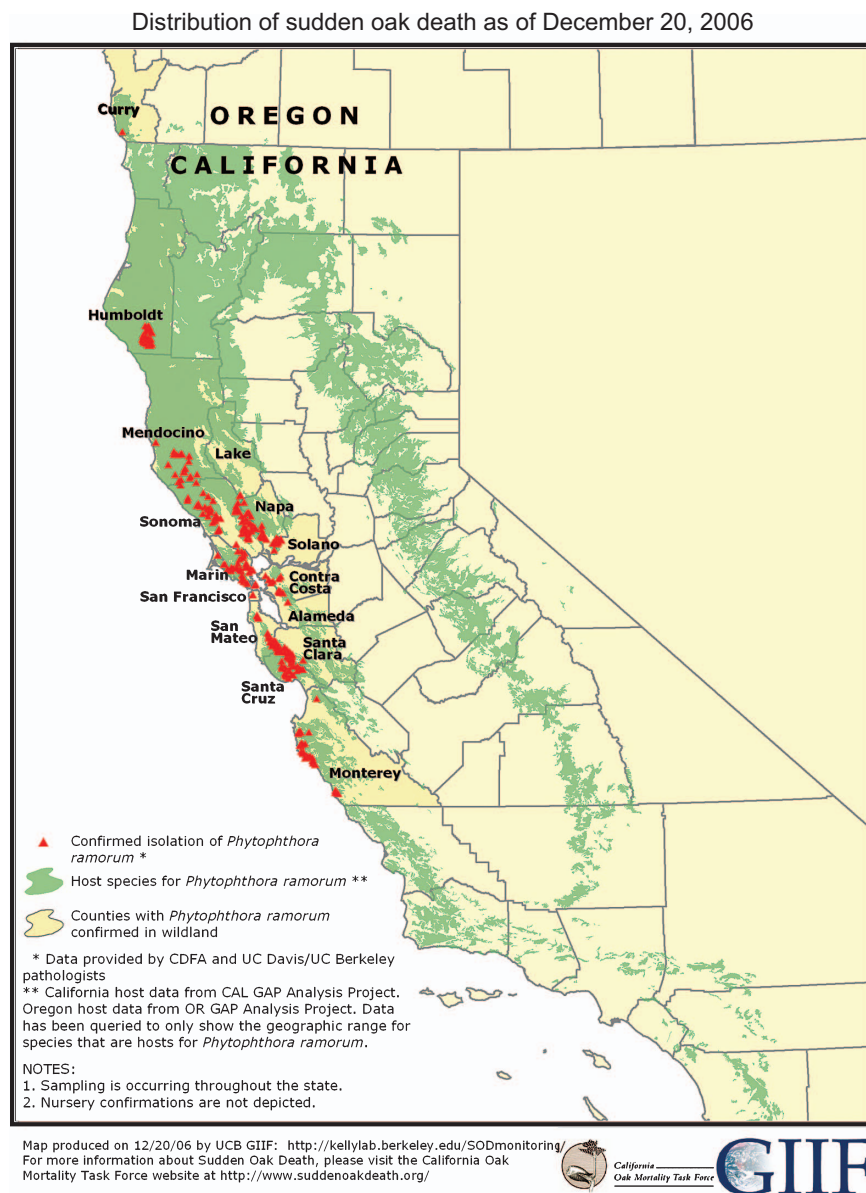 Distribution of sudden oak death as of December 20, 2006
Curry
OREGON
CALIFORNIA
Humboldt
Mendocino
Lake
Napa
Sonoma
Solano
Marin
Contra
Costa
San Francisco
Alameda
San
Mateo
Santa
Clara
Santa
Cruz
Monterey
Confirmed isolation of Phytophthora
ramorum *
Host species for Phytophthora ramorum **
Counties with Phytophthora ramorum
confirmed in wildland
* Data provided by CDFA and UC Davis/UC Berkeley
pathologists
** California host data from CAL GAP Analysis Project.
Oregon host data from OR GAP Analysis Project. Data
has been queried to only show the geographic range for
species that are hosts for Phytophthora ramorum.
NOTES:
1. Sampling is occurring throughout the state.
2. Nursery confirmations are not depicted.
Map produced on 12/20/06 by UCB GIIF: http://kellylab.berkeley.edu/SODmonitoring/
For more information about Sudden Oak Death, please visit the California Oak
Mortality Task Force website at http://www.suddenoakdeath.org/
California
Oak Mortality Task Force
GIIF